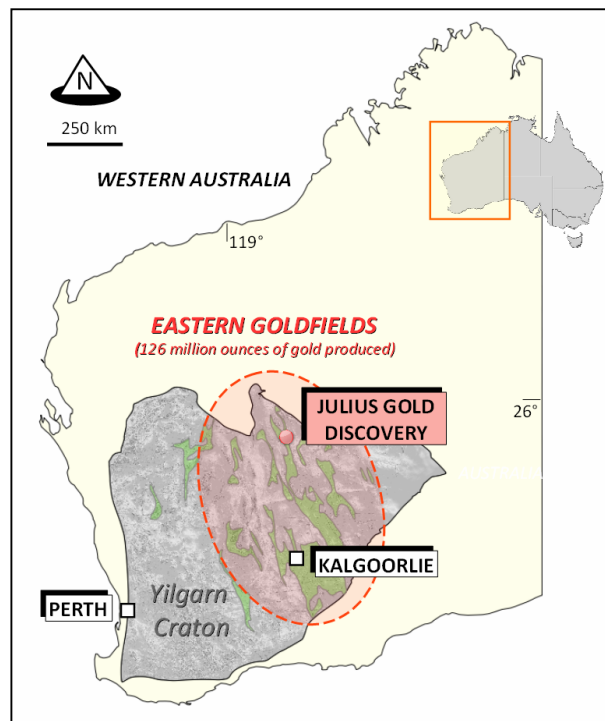 N
250 km
WESTERN AUSTRALIA
119°
EASTERN GOLDFIELDS
(126 million ounces of gold produced)
26°
JULIUS GOLD
DISCOVERY
KALGOORLIE
PERTH
Yilgarn
Craton